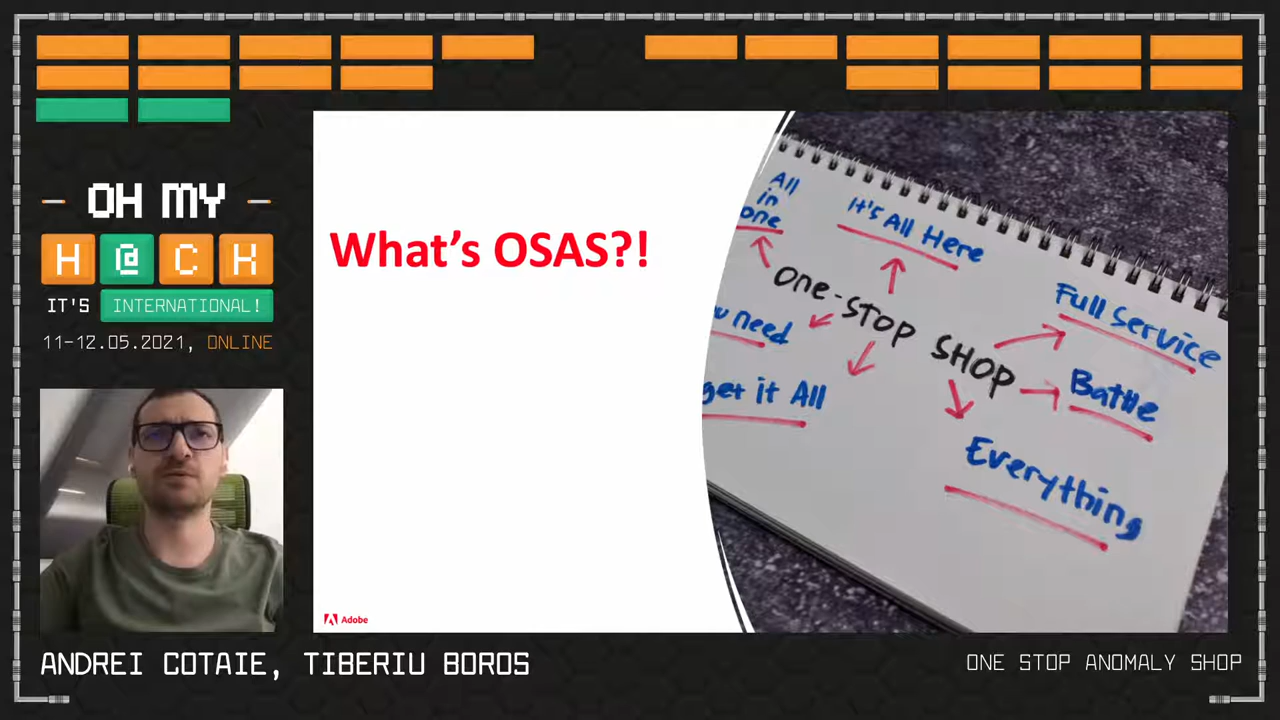 OH MY
H@CK
IT'S INTERNATIONAL!
11-12.05.2021, ONLINE
What's OSAS?!
All
in
one
It's All Here
One-STOP SHOP
Full Service
need
Battle
get it All
Everything
Adobe
ANDREI COTAIE, TIBERIU BOROS
ONE STOP ANOMALY SHOP